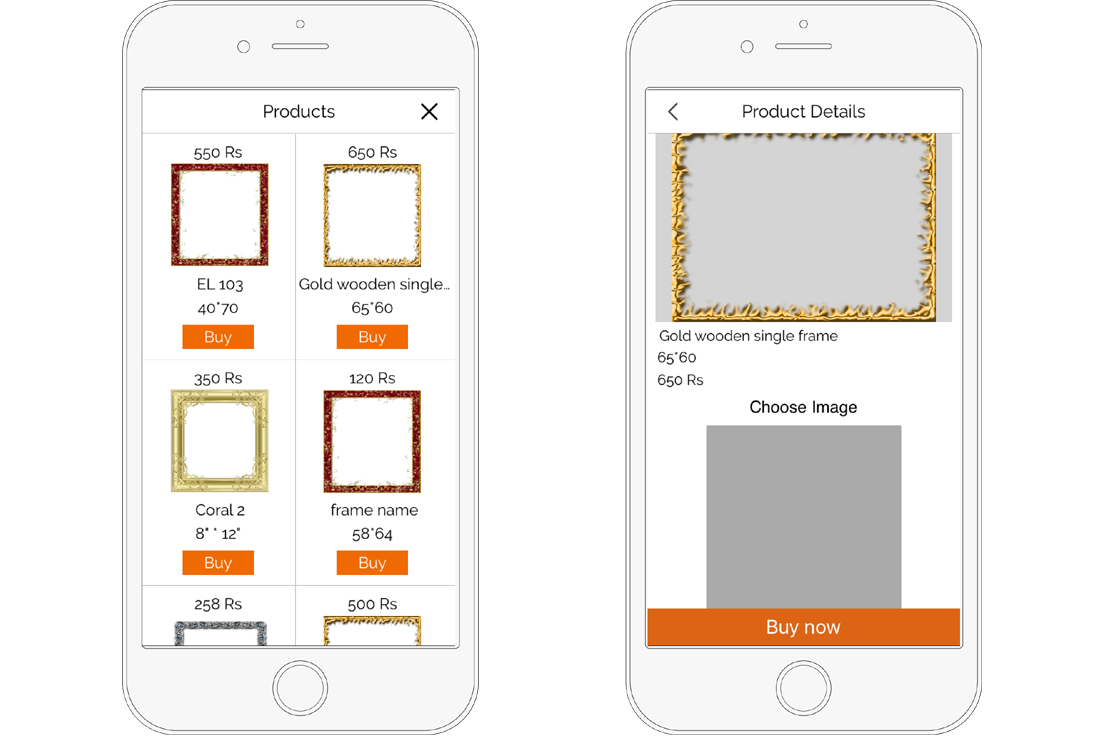 Products
550 Rs
650 Rs
EL 103
Gold wooden single...
40*70
65*60
Buy
Buy
350 Rs
120 Rs
Coral 2
frame name
8" * 12"
58*64
Buy
Buy
258 Rs
500 Rs
Product Details
Gold wooden single frame
65*60
650 Rs
Choose Image
Buy now